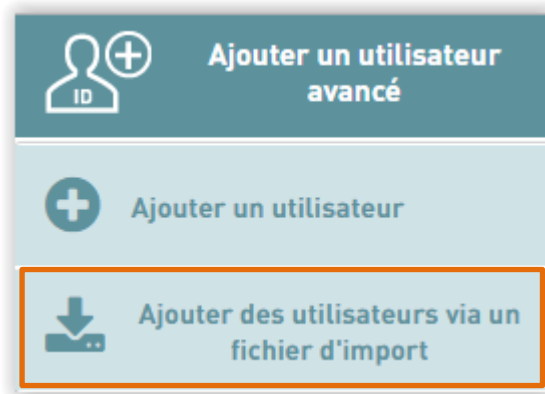 Ajouter un utilisateur
avancé
ID
Ajouter un utilisateur
Ajouter des utilisateurs via un
fichier d'import